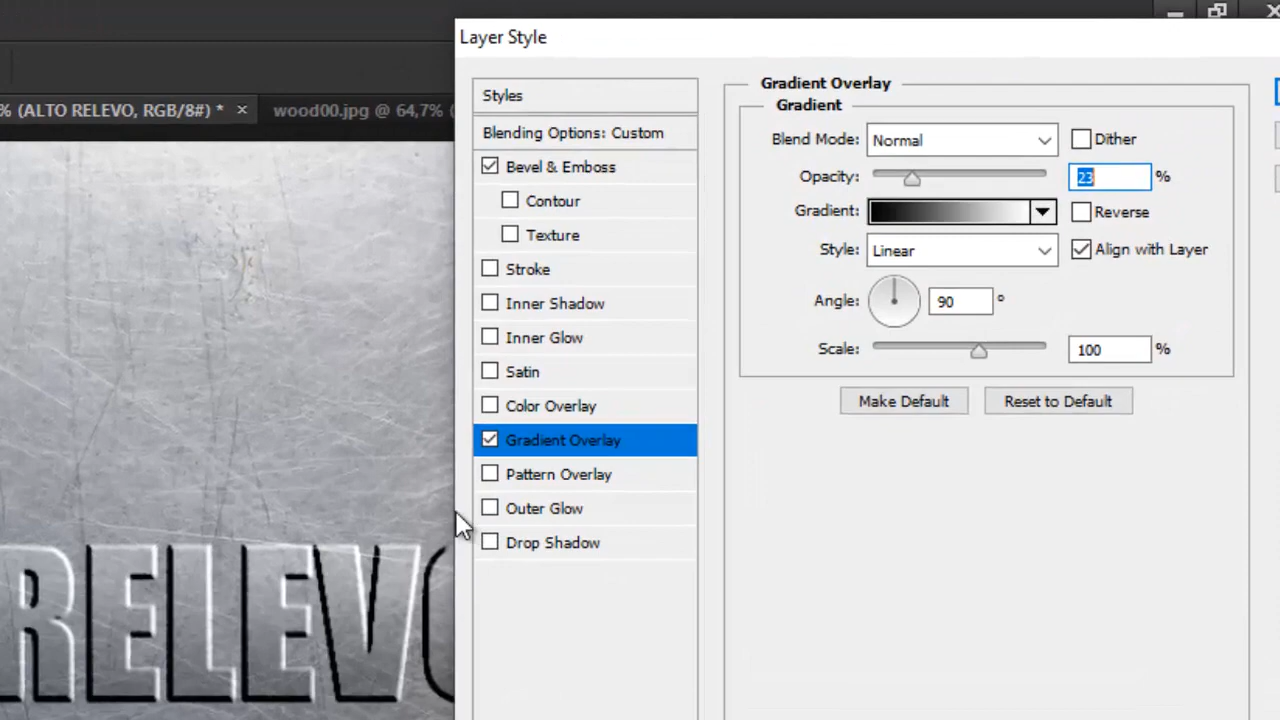 Layer Style
% (ALTO RELEVO, RGB/8#) * ×
wood00.jpg @ 64,7% (
Styles
Blending Options: Custom
Bevel & Emboss
Contour
Texture
Stroke
Inner Shadow
Inner Glow
Satin
Color Overlay
Gradient Overlay
Pattern Overlay
Outer Glow
Drop Shadow
Gradient Overlay
Gradient
Blend Mode: Normal Dither
Opacity: 23 %
Gradient: Reverse
Style: Linear Align with Layer
Angle: 90 °
Scale: 100 %
Make Default Reset to Default
RELEVO